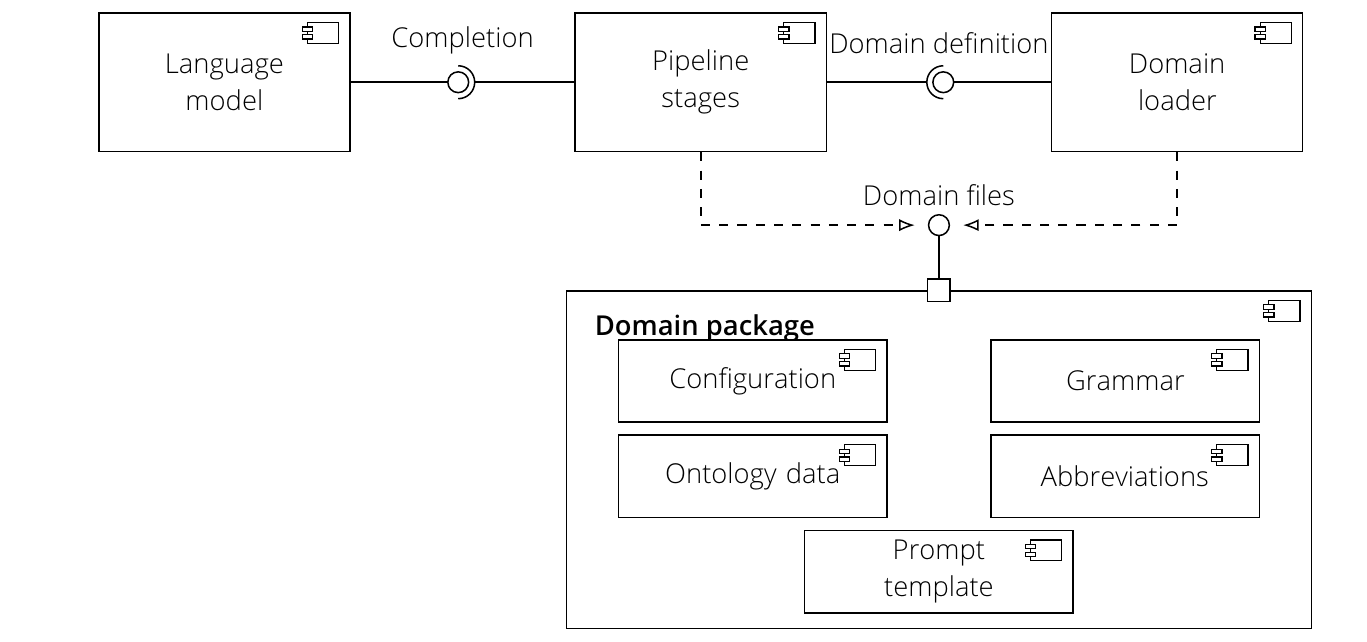 Completion
Domain definition
Language
model
Pipeline
stages
Domain
loader
Domain files
Domain package
Configuration
Grammar
Ontology data
Abbreviations
Prompt
template